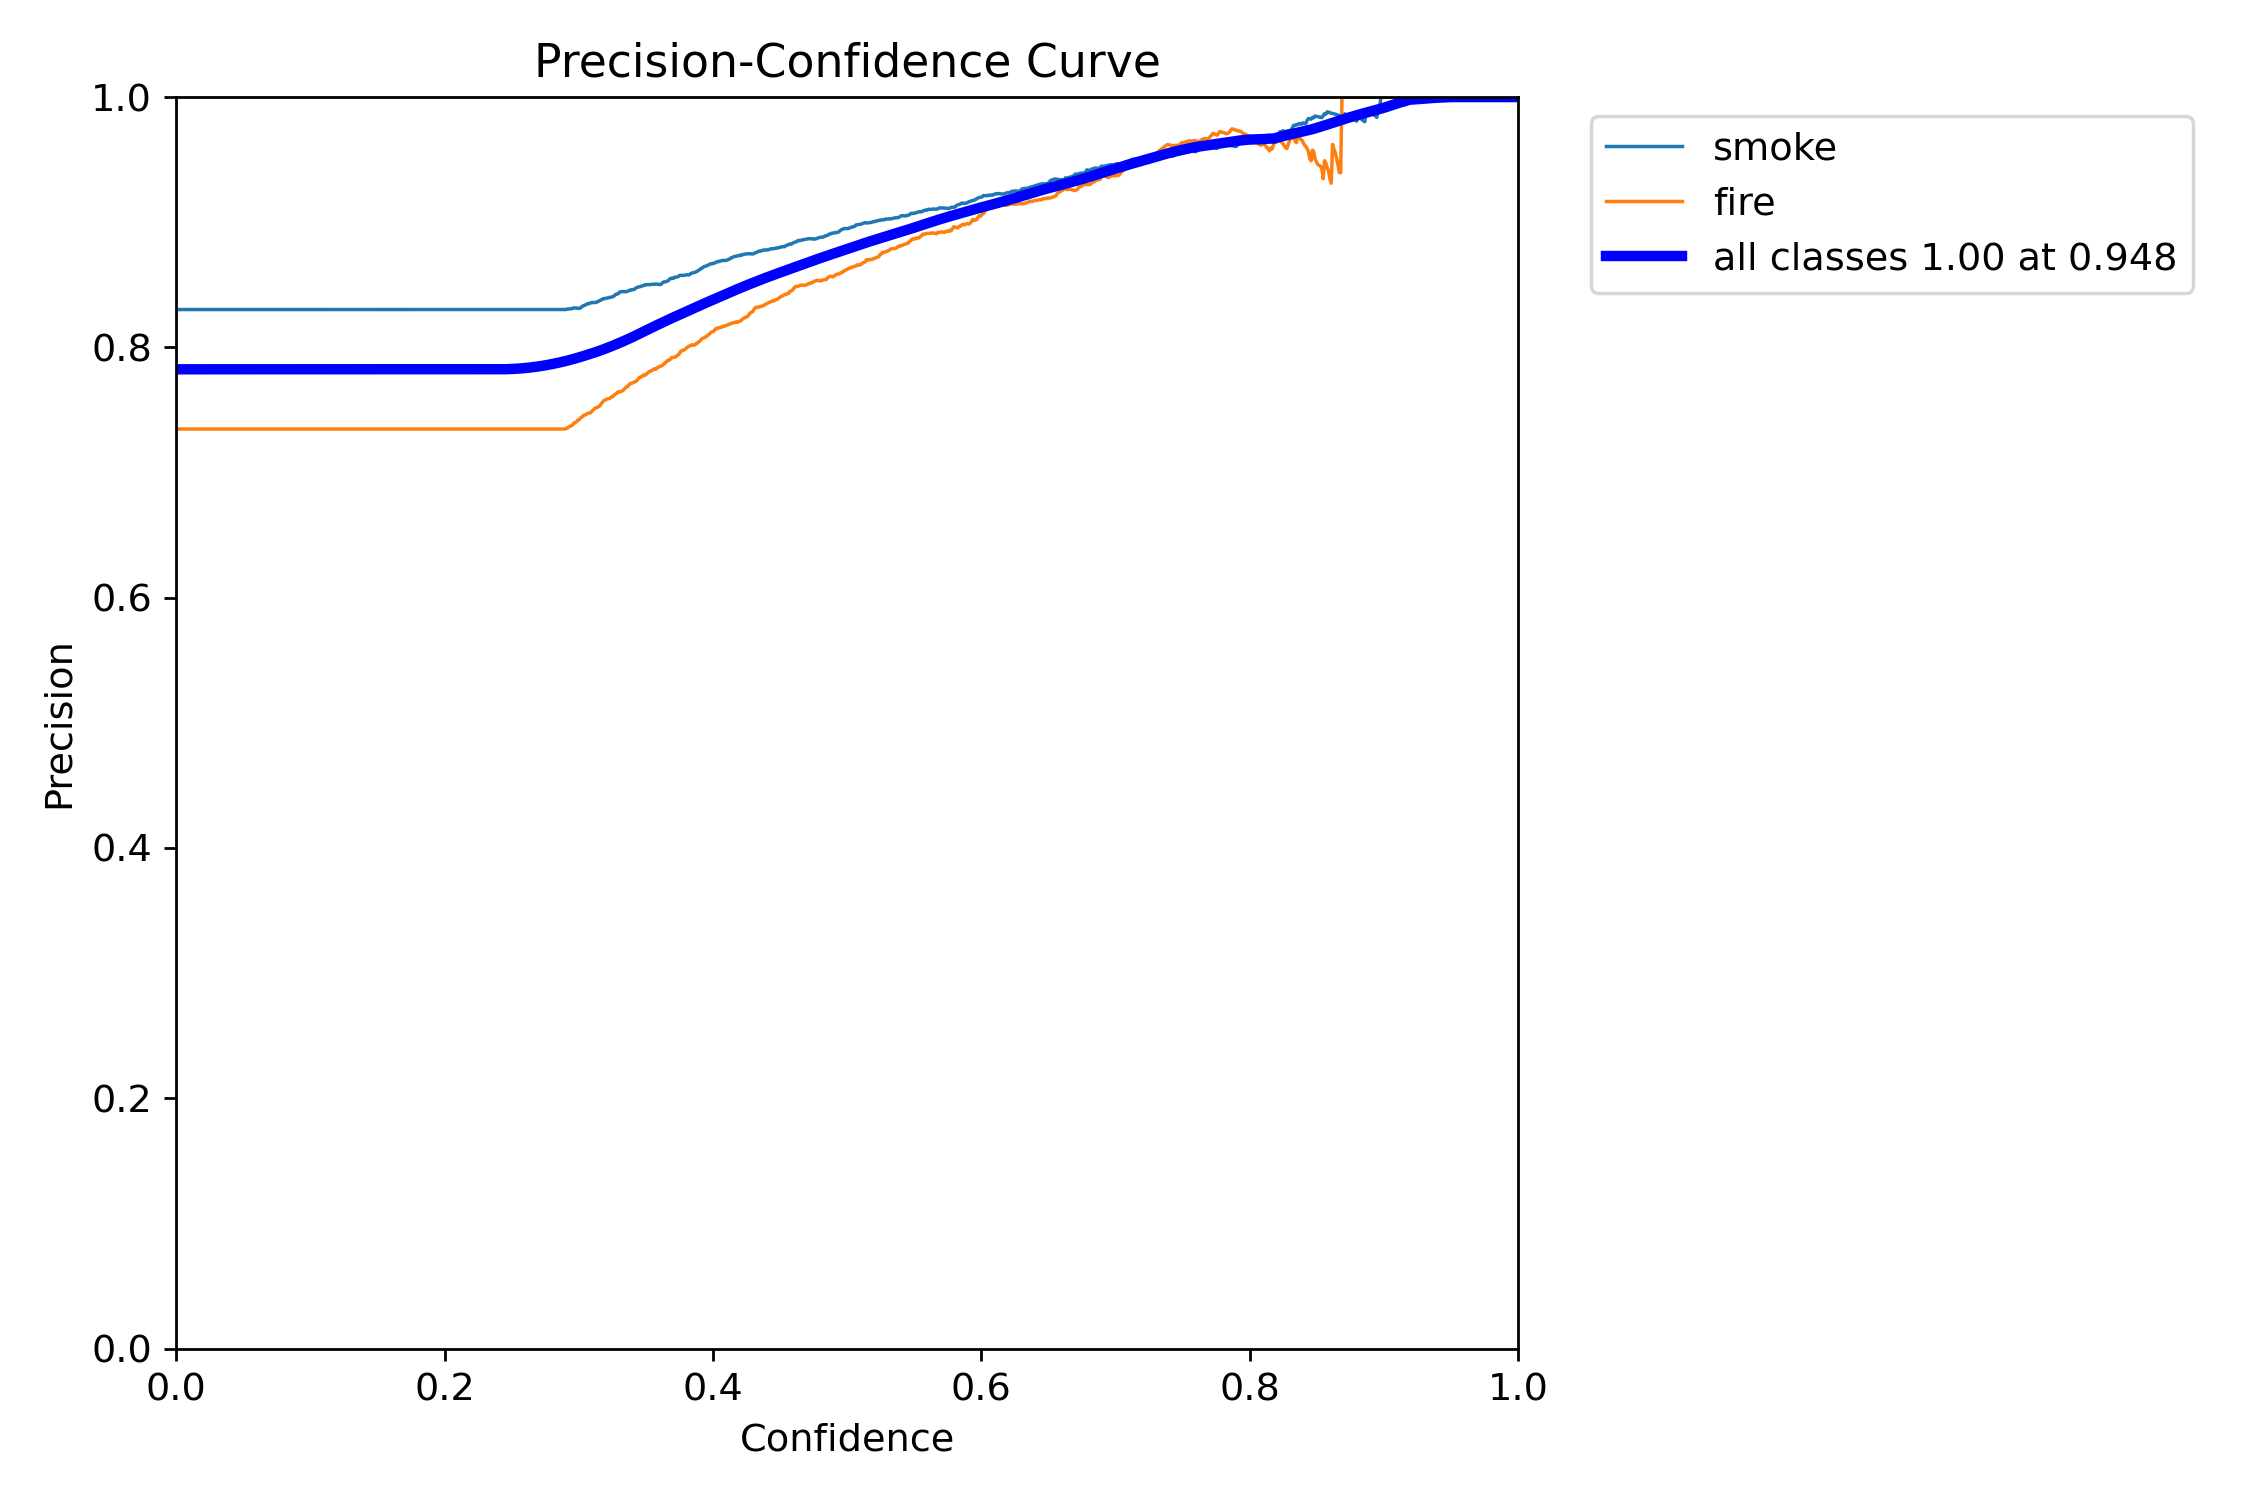 Precision-Confidence Curve
1.0
0.8
0.6
0.4
0.2
0.0
Precision
0.0 0.2 0.4 0.6 0.8 1.0
Confidence
smoke
fire
all classes 1.00 at 0.948